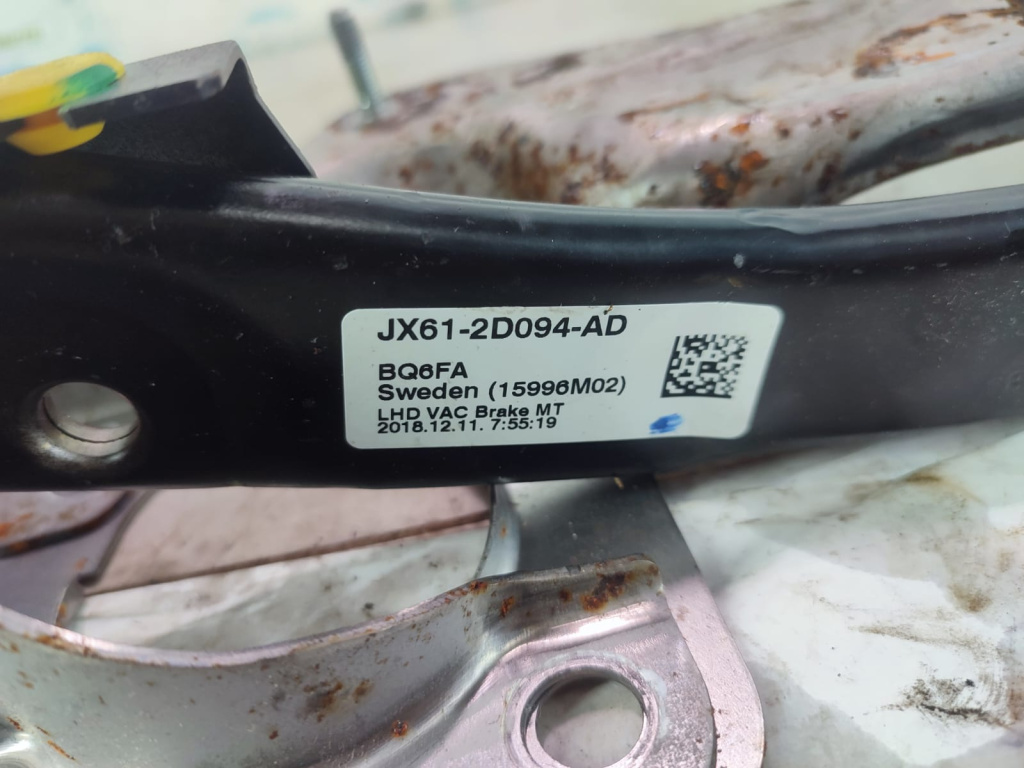 JX61-2D094-AD
BQ6FA
Sweden (15996M02)
LHD VAC Brake MT
2018.12.11. 7:55:19